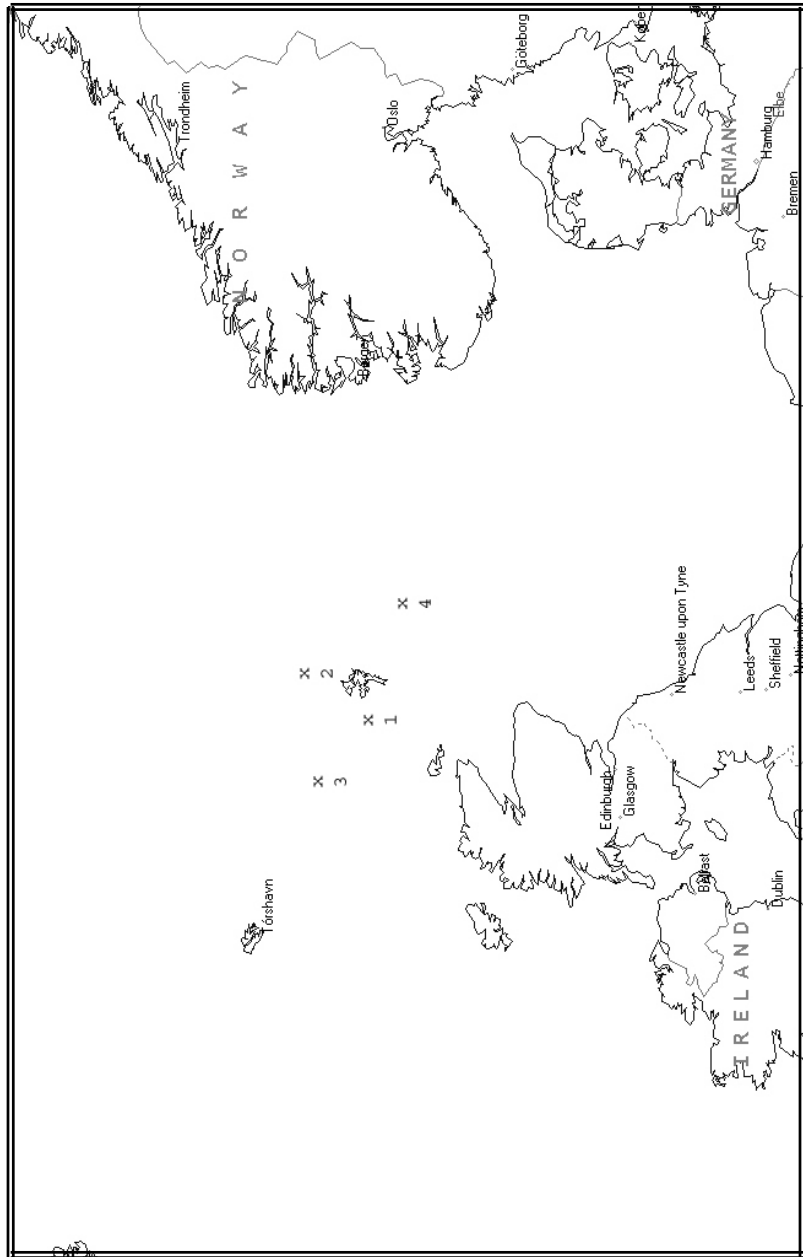 Trondheim
NORWAY
Oslo
Göteborg
Bergen
GERMANY
Hamburg
Elbe
Bremen
x
4
x
2
x
1
x
3
Tórshavn
Newcastle upon Tyne
Leeds
Sheffield
Edinburgh
Glasgow
Belfast
Dublin
IRELAND